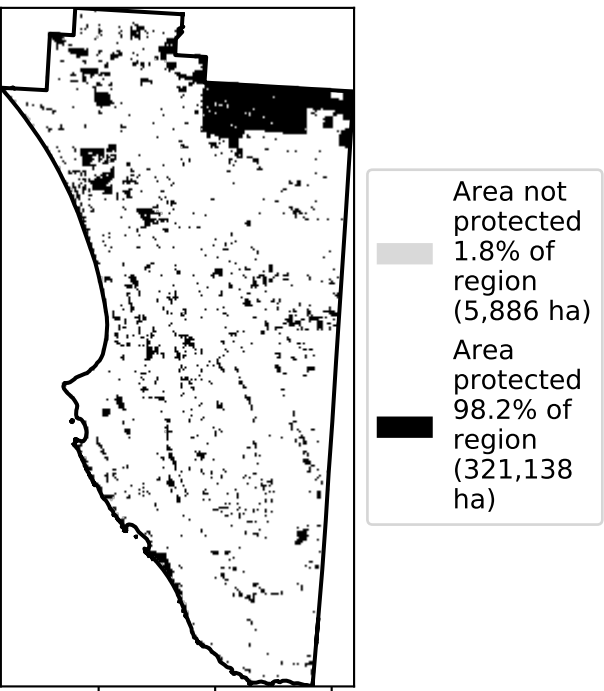 Area not
protected
1.8% of
region
(5,886 ha)
Area
protected
98.2% of
region
(321,138
ha)